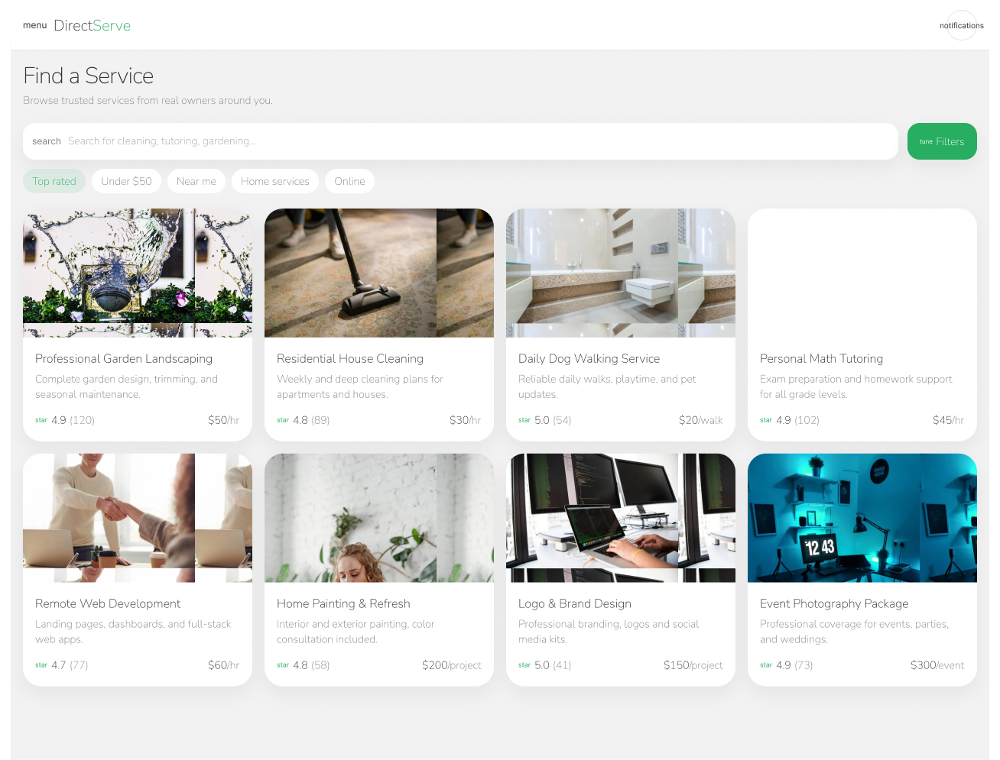 menu DirectServe
notifications
Find a Service
Browse trusted services from real owners around you.
search Search for cleaning, tutoring, gardening...
tune Filters
Top rated Under $50 Near me Home services Online
Professional Garden Landscaping
Complete garden design, trimming, and
seasonal maintenance.
star 4.9 (120) $50/hr
Residential House Cleaning
Weekly and deep cleaning plans for
apartments and houses.
star 4.8 (89) $30/hr
Daily Dog Walking Service
Reliable daily walks, playtime, and pet
updates.
star 5.0 (54) $20/walk
Personal Math Tutoring
Exam preparation and homework support
for all grade levels.
star 4.9 (102) $45/hr
Remote Web Development
Landing pages, dashboards, and full-stack
web apps.
star 4.7 (77) $60/hr
Home Painting & Refresh
Interior and exterior painting, color
consultation included.
star 4.8 (58) $200/project
Logo & Brand Design
Professional branding, logos and social
media kits.
star 5.0 (41) $150/project
12 43
Event Photography Package
Professional coverage for events, parties,
and weddings.
star 4.9 (73) $300/event